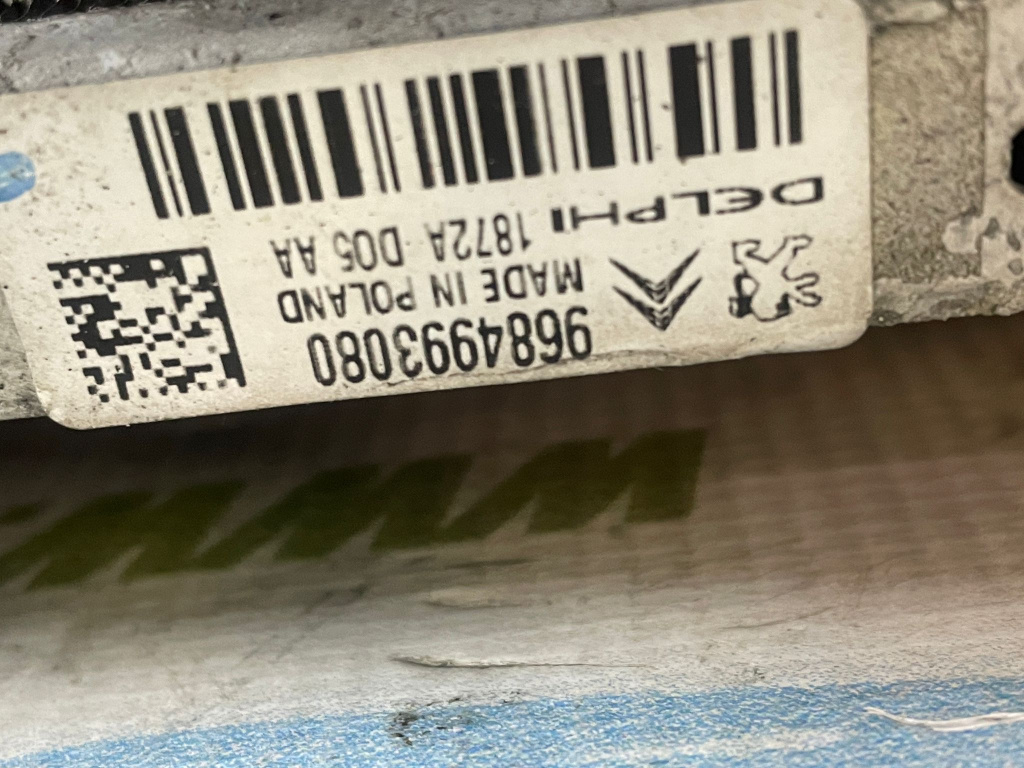 9684993080
MADE IN POLAND
1872A D05 AA
DELPHI